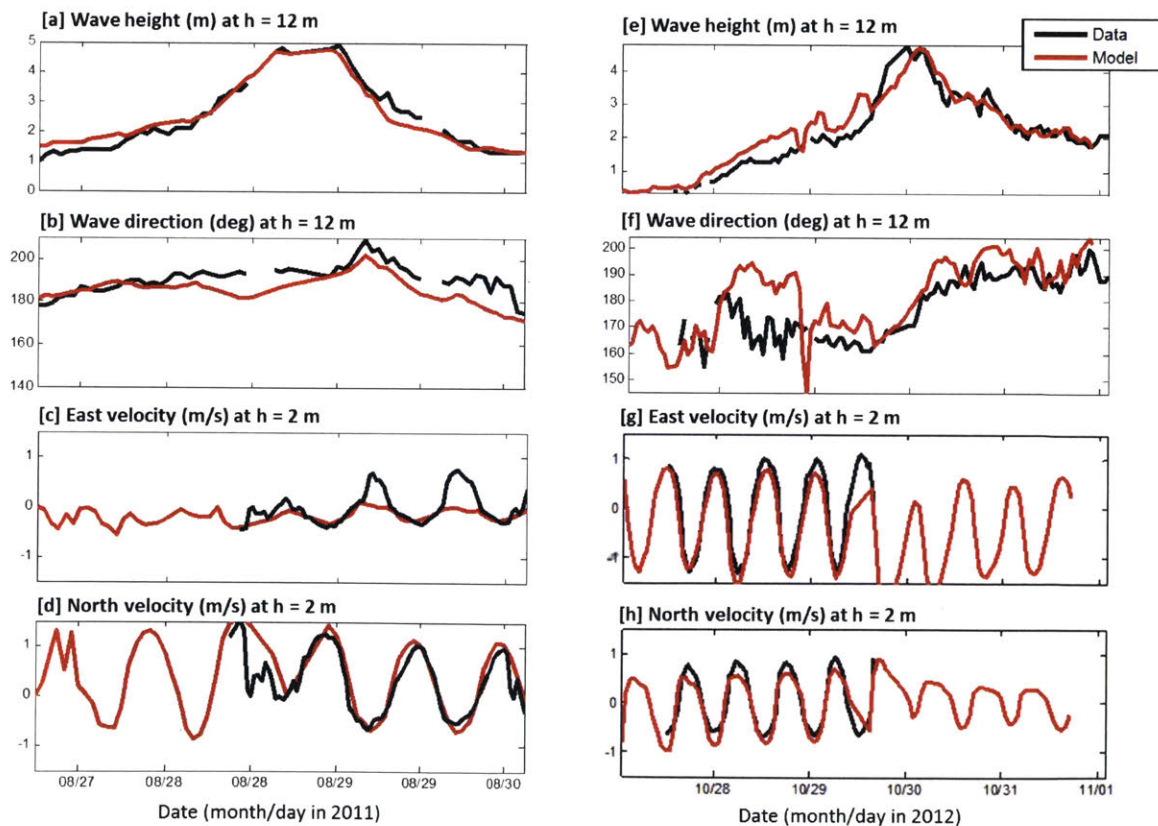 [a] Wave height (m) at h = 12 m
5
4
3
2
1
0
[b] Wave direction (deg) at h = 12 m
200
180
160
140
[c] East velocity (m/s) at h = 2 m
1
0
-1
[d] North velocity (m/s) at h = 2 m
1
0
-1
08/27 08/28 08/28 08/29 08/29 08/30
Date (month/day in 2011)
[e] Wave height (m) at h = 12 m
Data
Model
4
3
2
1
[f] Wave direction (deg) at h = 12 m
200
190
180
170
160
150
[g] East velocity (m/s) at h = 2 m
1
0
-1
[h] North velocity (m/s) at h = 2 m
1
0
-1
10/28 10/29 10/30 10/31 11/01
Date (month/day in 2012)